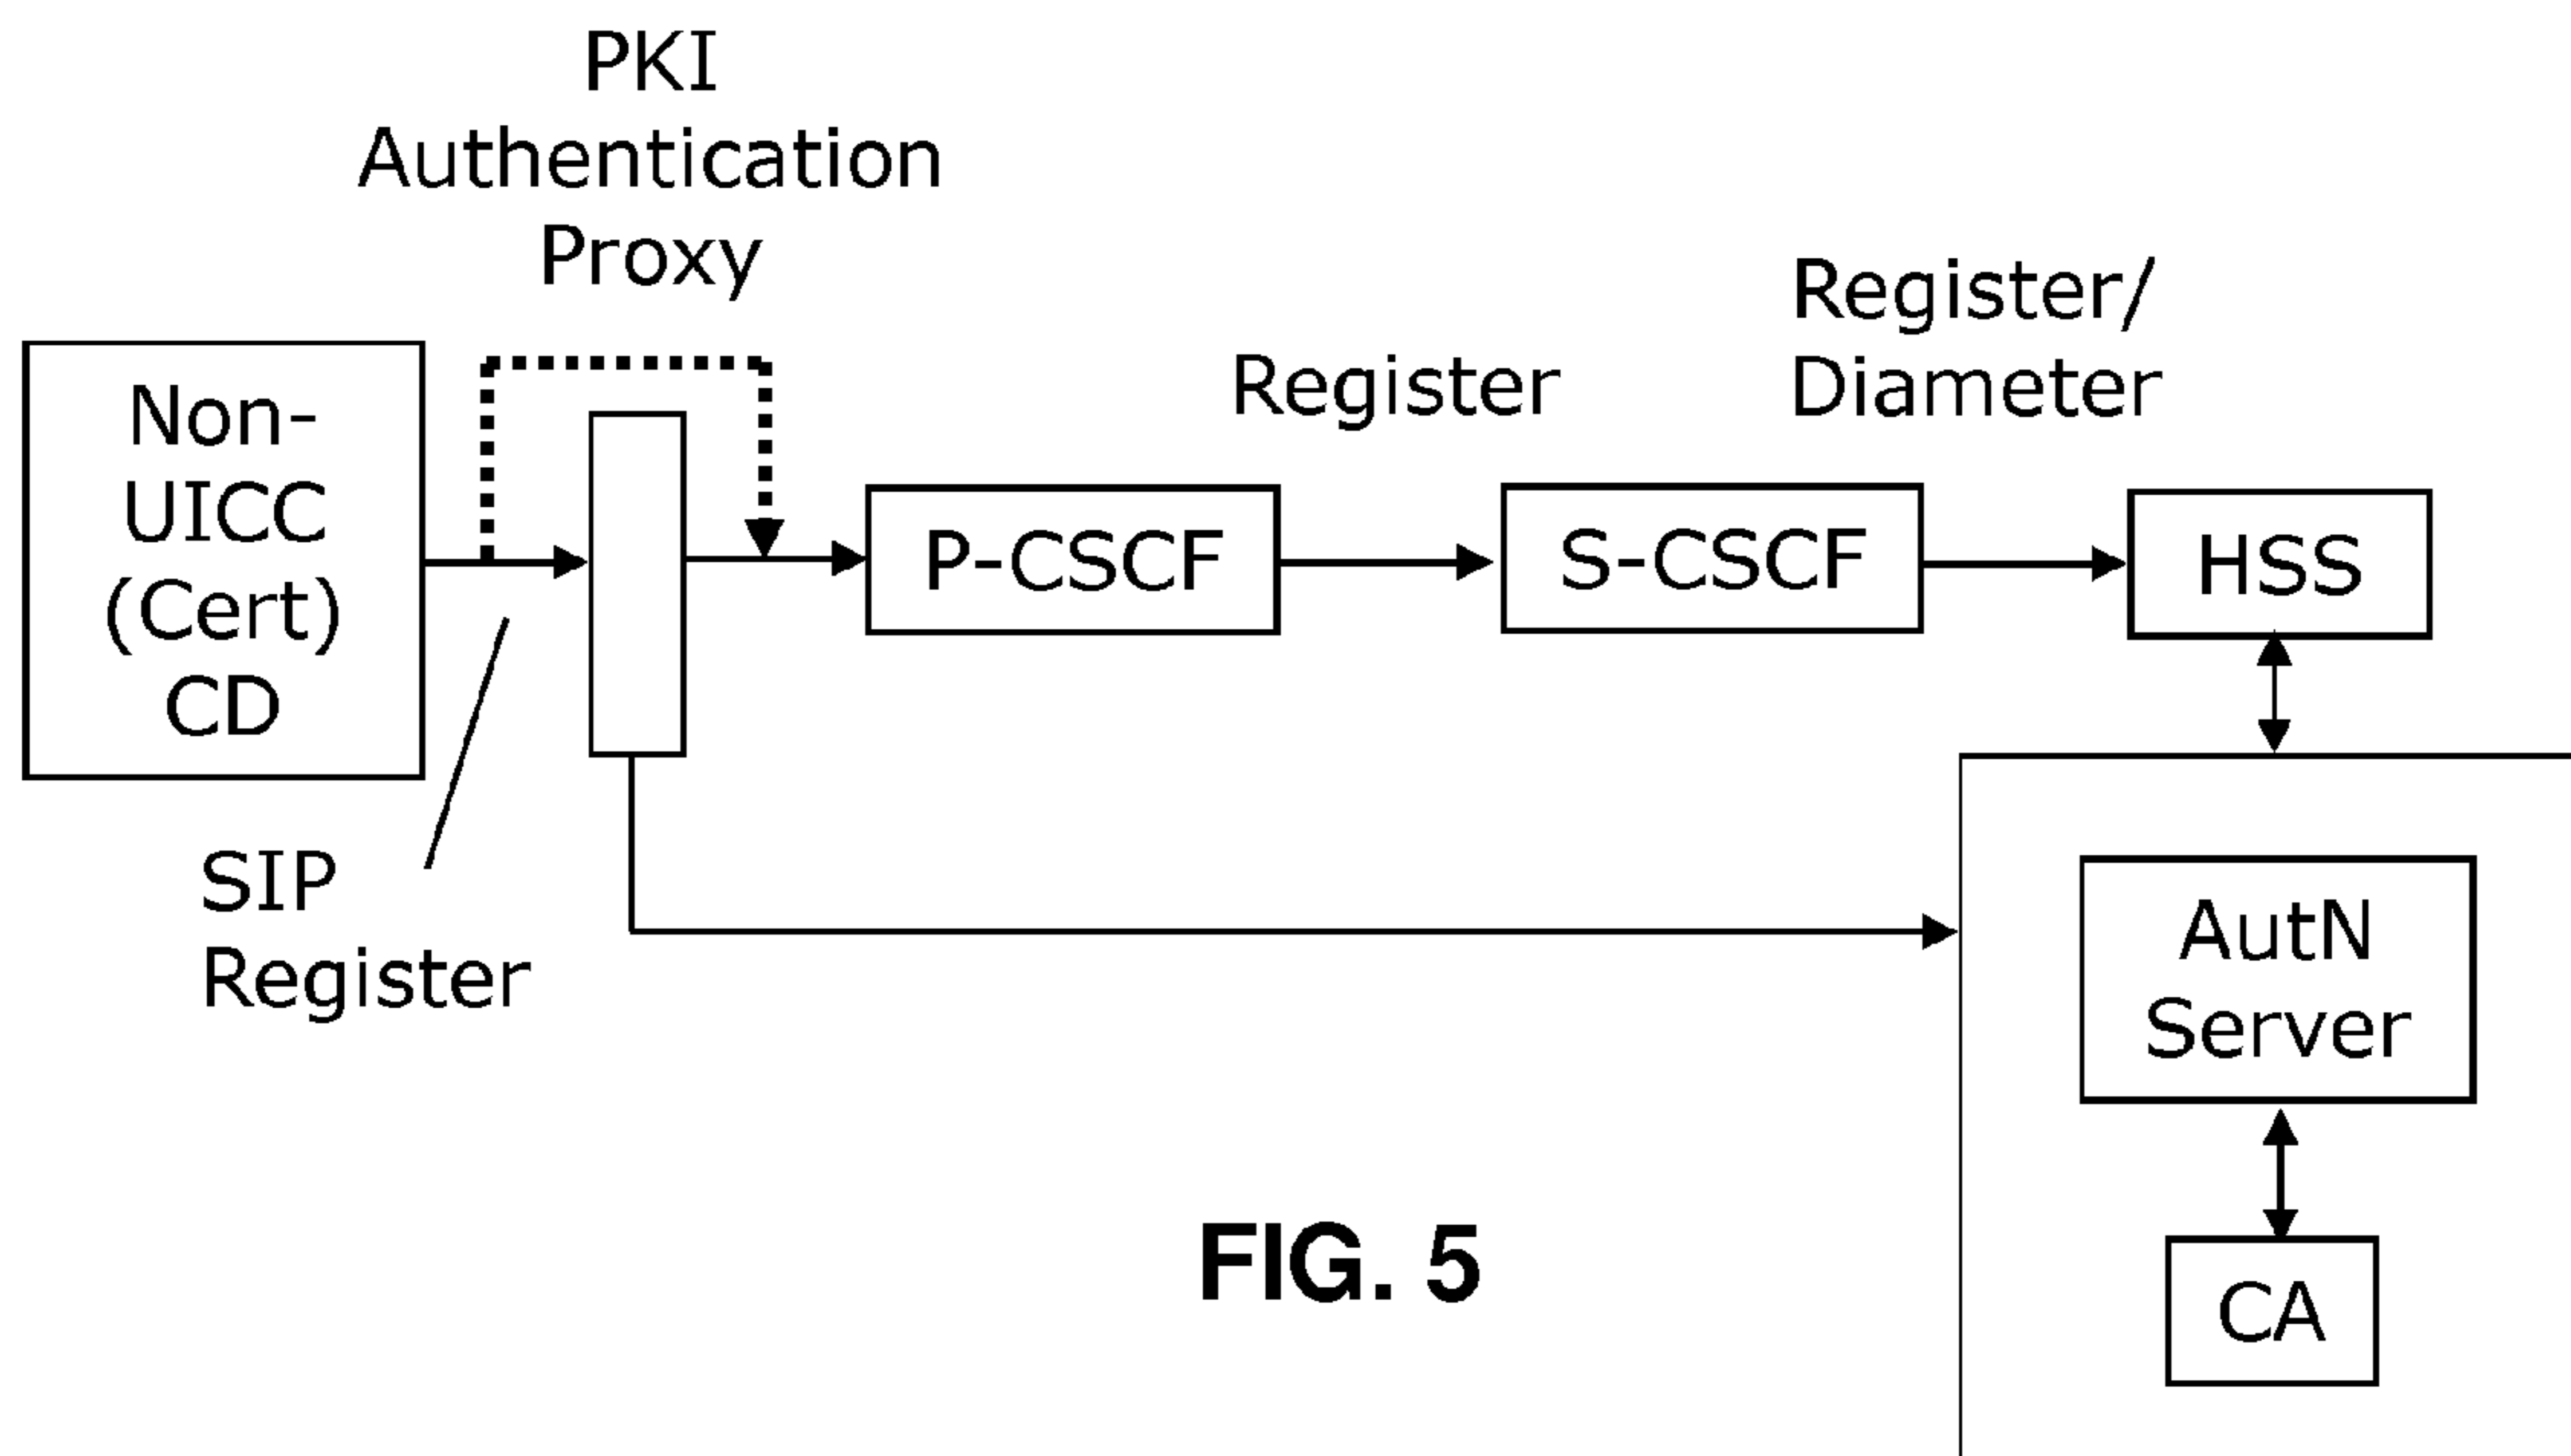 PKI
Authentication
Proxy
Register/
Diameter
Register
Non-
UICC
(Cert)
CD
P-CSCF
S-CSCF
HSS
SIP
Register
AutN
Server
CA
FIG. 5